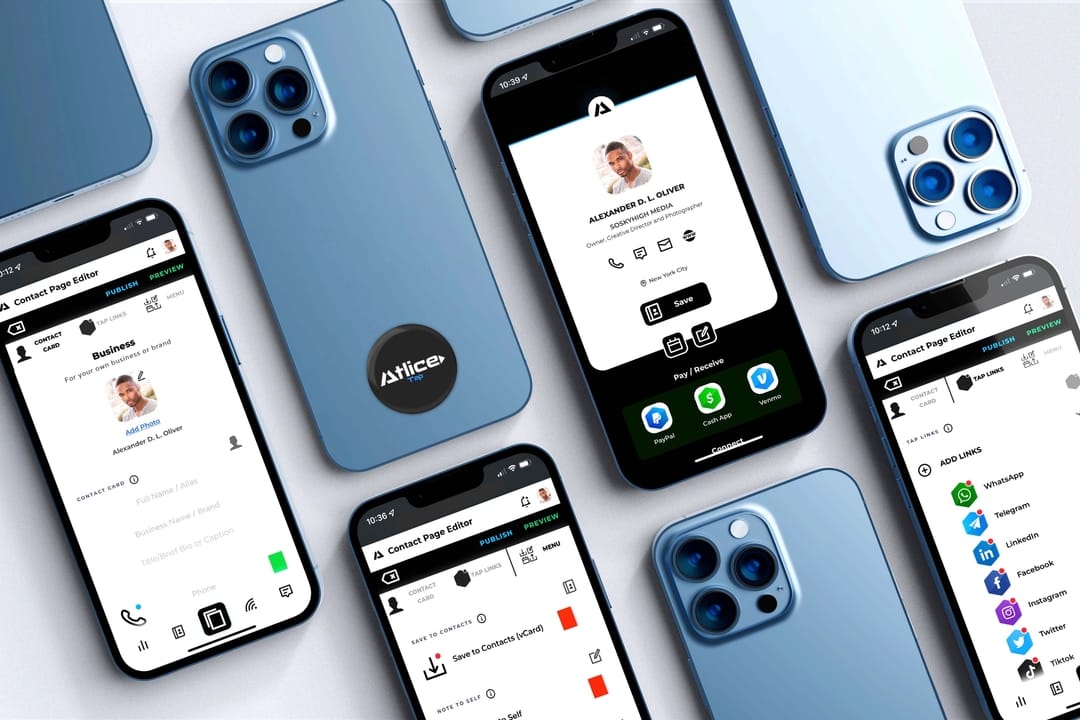 10:12
Contact Page Editor
PUBLISH
PREVIEW
CONTACT
CARD
TAP LINKS
MENU
Business
For your own business or brand
Add Photo
Alexander D. L. Oliver
CONTACT CARD
Full Name / Alias
Business Name / Brand
Title/Brief Bio or Caption
Phone
Atlice
Tap
10:39
ALEXANDER D. L. OLIVER
SOSKYHIGH MEDIA
Owner, Creative Director and Photographer
New York City
Save
Pay / Receive
PayPal
Cash App
Venmo
Connect
10:36
Contact Page Editor
PUBLISH
PREVIEW
CONTACT
CARD
TAP LINKS
MENU
SAVE TO CONTACTS
Save to Contacts (vCard)
NOTE TO SELF
Self
10:12
Contact Page Editor
PUBLISH
PREVIEW
CONTACT
CARD
TAP LINKS
MENU
TAP LINKS
ADD LINKS
WhatsApp
Telegram
LinkedIn
Facebook
Instagram
Twitter
Tiktok